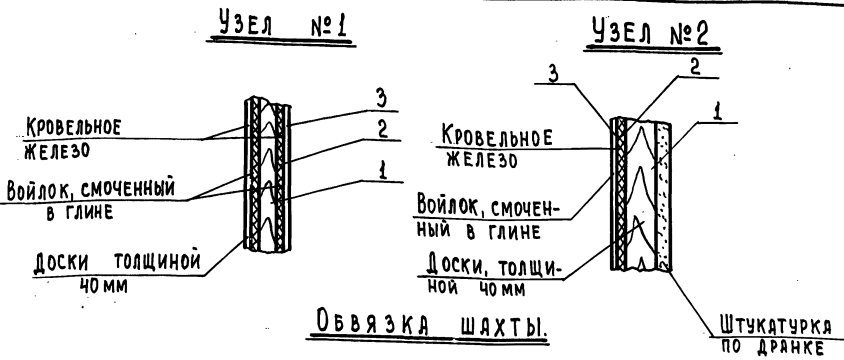 Узел №1
Кровельное
железо
Войлок, смоченный
в глине
Доски толщиной
40 мм
3
2
1
Узел №2
3
2
1
Кровельное
железо
Войлок, смочен-
ный в глине
Доски, толщи-
ной 40 мм
Штукатурка
по дранке
Обвязка шахты.